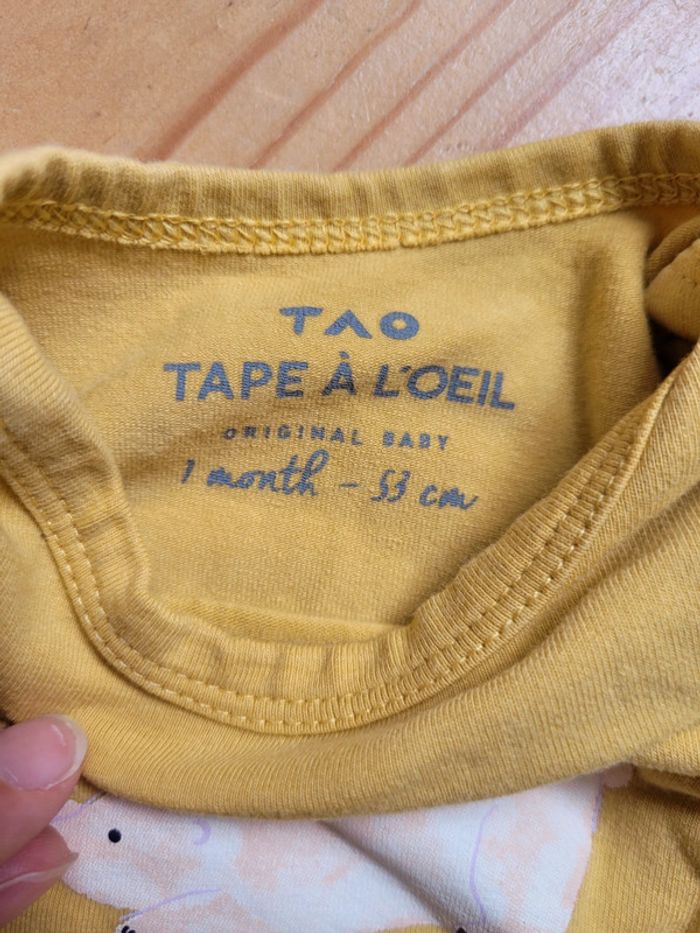 TAO
TAPE À L'OEIL
ORIGINAL BABY
1 month - 53 cm